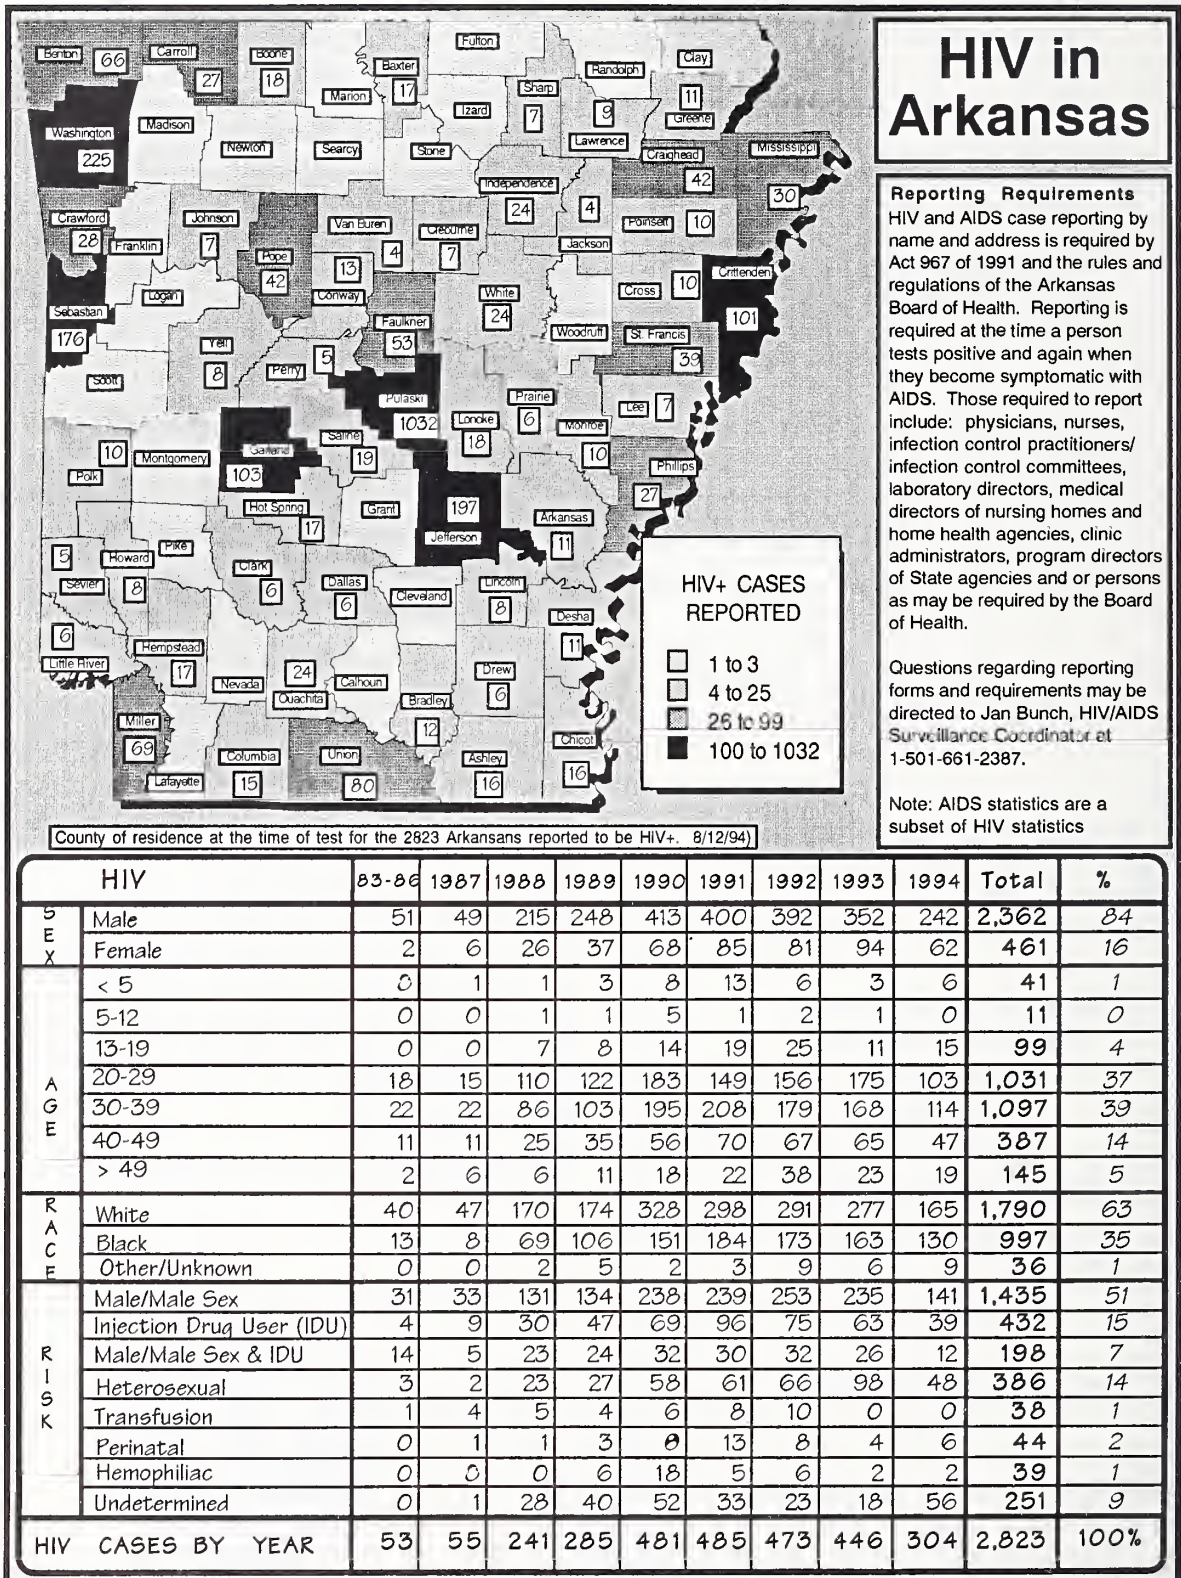 HIV in
Arkansas
Reporting Requirements
HIV and AIDS case reporting by
name and address is required by
Act 967 of 1991 and the rules and
regulations of the Arkansas
Board of Health. Reporting is
required at the time a person
tests positive and again when
they become symptomatic with
AIDS. Those required to report
include: physicians, nurses,
infection control practitioners/
infection control committees,
laboratory directors, medical
directors of nursing homes and
home health agencies, clinic
administrators, program directors
of State agencies and or persons
as may be required by the Board
of Health.
Questions regarding reporting
forms and requirements may be
directed to Jan Bunch, HIV/AIDS
Surveillance Coordinator at
1-501-661-2387.
Note: AIDS statistics are a
subset of HIV statistics
Benton 66
Carroll 27
Boone 18
Marion
Baxter 17
Fulton
Izard
Sharp 7
Randolph
Lawrence 9
Clay
11 Greene
Washington 225
Madison
Newton
Searcy
Stone
Independence 24
Craighead 42
Mississippi 30
Crawford 28
Franklin
Johnson 7
Pope 42
Van Buren 4
Cleburne 7
4 Jackson
Poinsett 10
Logan
13 Conway
White 24
Cross 10
Crittenden 101
Sebastian 176
Yell 8
Perry 5
Faulkner 53
Woodruff
St. Francis 39
Scott
Pulaski 1032
Lonoke 18
Prairie 6
Monroe 10
Lee 7
Phillips 27
10 Polk
Montgomery
Garland 103
Saline 19
Hot Spring 17
Grant
197 Jefferson
Arkansas 11
5 Sevier
Howard 8
Pike
Clark 6
Dallas 6
Cleveland
Lincoln 8
Desha 11
6 Little River
Hempstead 17
Nevada
24 Ouachita
Calhoun
Bradley 12
Drew 6
Miller 69
Lafayette
Columbia 15
Union 80
Ashley 16
Chicot 16
HIV+ CASES
REPORTED
1 to 3
4 to 25
26 to 99
100 to 1032
County of residence at the time of test for the 2823 Arkansans reported to be HIV+. 8/12/94)
HIV 83-86 1987 1988 1989 1990 1991 1992 1993 1994 Total %
SEX
Male 51 49 215 248 413 400 392 352 242 2,362 84
Female 2 6 26 37 68 85 81 94 62 461 16
AGE
< 5 0 1 1 3 8 13 6 3 6 41 1
5-12 0 0 1 1 5 1 2 1 0 11 0
13-19 0 0 7 8 14 19 25 11 15 99 4
20-29 18 15 110 122 183 149 156 175 103 1,031 37
30-39 22 22 86 103 195 208 179 168 114 1,097 39
40-49 11 11 25 35 56 70 67 65 47 387 14
> 49 2 6 6 11 18 22 38 23 19 145 5
RACE
White 40 47 170 174 328 298 291 277 165 1,790 63
Black 13 8 69 106 151 184 173 163 130 997 35
Other/Unknown 0 0 2 5 2 3 9 6 9 36 1
RISK
Male/Male Sex 31 33 131 134 238 239 253 235 141 1,435 51
Injection Drug User (IDU) 4 9 30 47 69 96 75 63 39 432 15
Male/Male Sex & IDU 14 5 23 24 32 30 32 26 12 198 7
Heterosexual 3 2 23 27 58 61 66 98 48 386 14
Transfusion 1 4 5 4 6 8 10 0 0 38 1
Perinatal 0 1 1 3 8 13 8 4 6 44 2
Hemophiliac 0 0 0 6 18 5 6 2 2 39 1
Undetermined 0 1 28 40 52 33 23 18 56 251 9
HIV CASES BY YEAR 53 55 241 285 481 485 473 446 304 2,823 100%